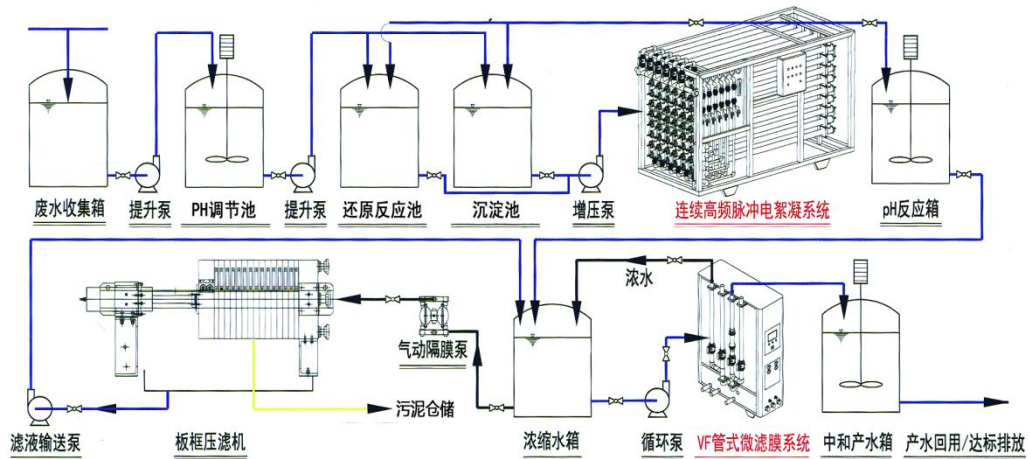 废水收集箱
提升泵
PH调节池
提升泵
还原反应池
沉淀池
增压泵
连续高频脉冲电絮凝系统
pH反应箱
浓水
气动隔膜泵
污泥仓储
滤液输送泵
板框压滤机
浓缩水箱
循环泵
VF管式微滤膜系统
中和产水箱
产水回用/达标排放